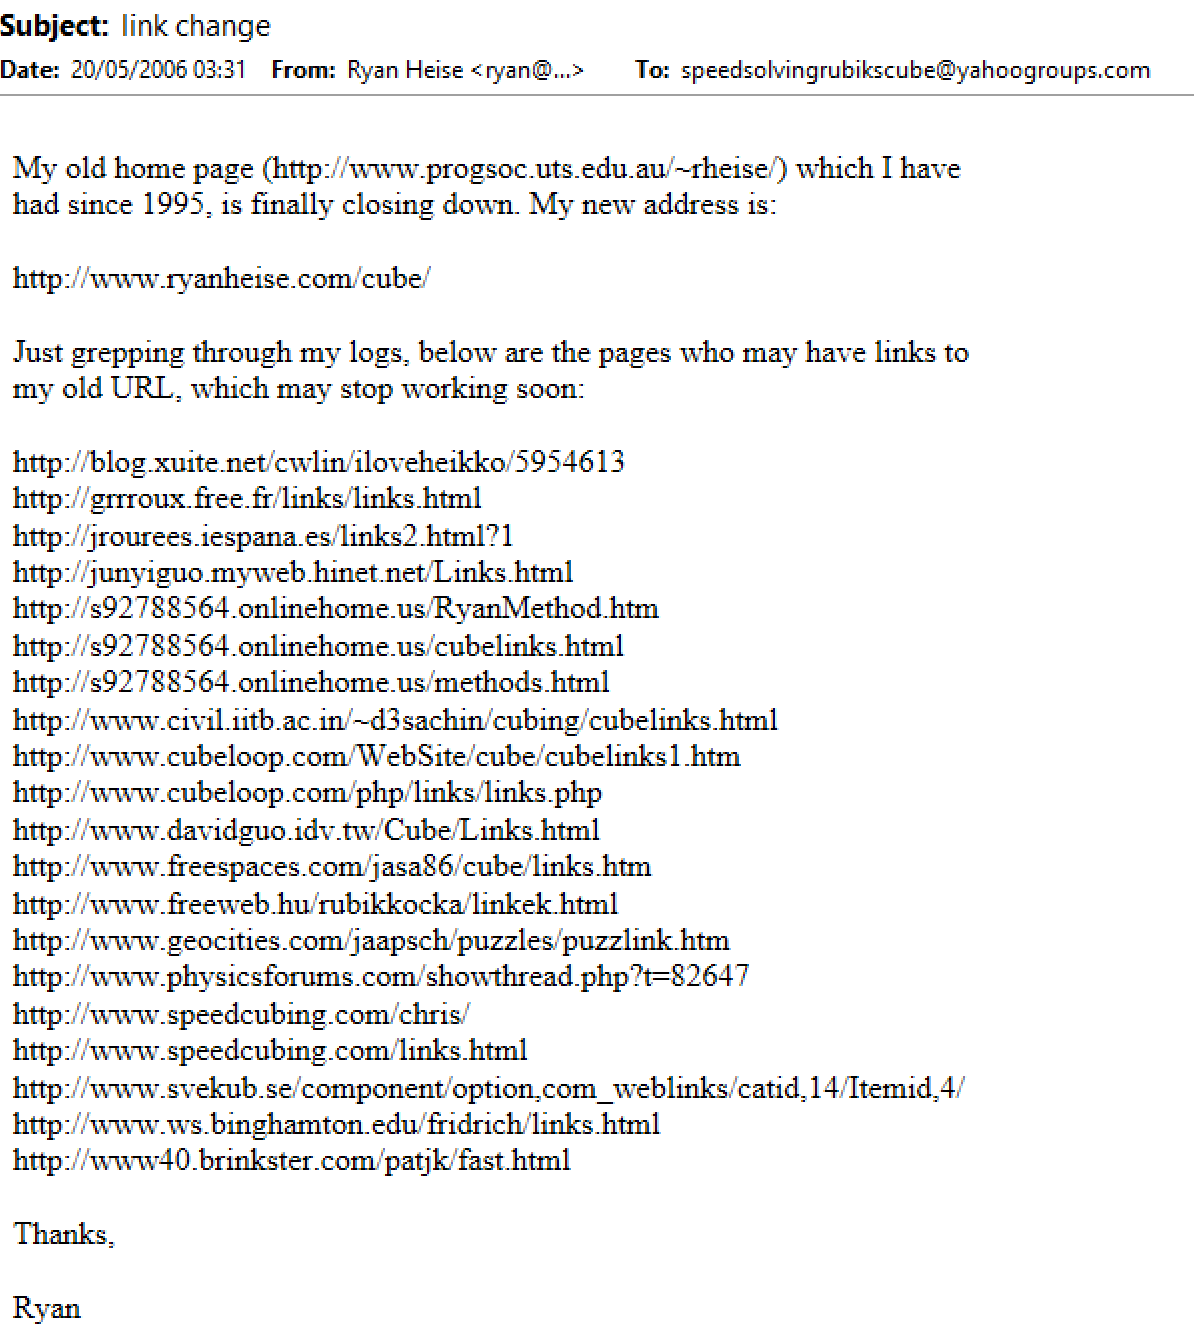 Subject: link change
Date: 20/05/2006 03:31 From: Ryan Heise <ryan@...> To: speedsolvingrubikscube@yahoogroups.com
My old home page (http://www.progsoc.uts.edu.au/~rheise/) which I have
had since 1995, is finally closing down. My new address is:
http://www.ryanheise.com/cube/
Just grepping through my logs, below are the pages who may have links to
my old URL, which may stop working soon:
http://blog.xuite.net/cwlin/iloveheikko/5954613
http://grrroux.free.fr/links/links.html
http://jrourees.iespana.es/links2.html?1
http://junyiguo.myweb.hinet.net/Links.html
http://s92788564.onlinehome.us/RyanMethod.htm
http://s92788564.onlinehome.us/cubelinks.html
http://s92788564.onlinehome.us/methods.html
http://www.civil.iitb.ac.in/~d3sachin/cubing/cubelinks.html
http://www.cubeloop.com/WebSite/cube/cubelinks1.htm
http://www.cubeloop.com/php/links/links.php
http://www.davidguo.idv.tw/Cube/Links.html
http://www.freespaces.com/jasa86/cube/links.htm
http://www.freeweb.hu/rubikkocka/linkek.html
http://www.geocities.com/jaapsch/puzzles/puzzlink.htm
http://www.physicsforums.com/showthread.php?t=82647
http://www.speedcubing.com/chris/
http://www.speedcubing.com/links.html
http://www.svekub.se/component/option,com_weblinks/catid,14/Itemid,4/
http://www.ws.binghamton.edu/fridrich/links.html
http://www40.brinkster.com/patjk/fast.html
Thanks,
Ryan